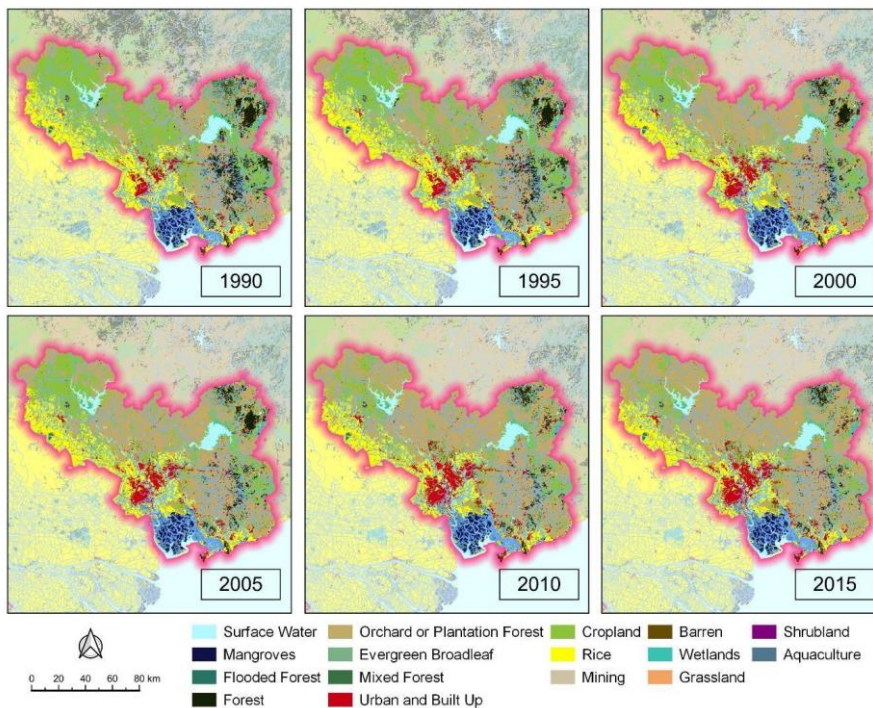 1990
1995
2000
2005
2010
2015
0 20 40 60 80 km
Surface Water
Mangroves
Flooded Forest
Forest
Orchard or Plantation Forest
Evergreen Broadleaf
Mixed Forest
Urban and Built Up
Cropland
Rice
Mining
Barren
Wetlands
Grassland
Shrubland
Aquaculture